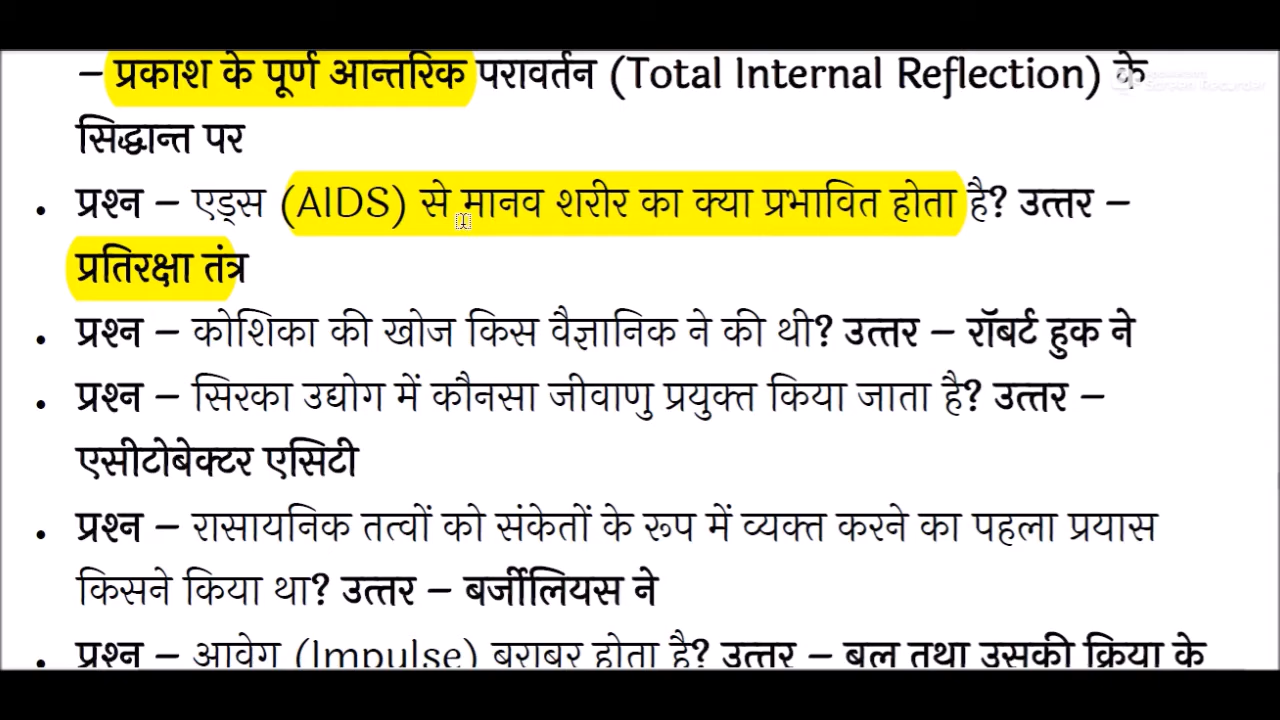 – प्रकाश के पूर्ण आन्तरिक परावर्तन (Total Internal Reflection) के
Screen Recorder
सिद्धान्त पर
• प्रश्न – एड्स (AIDS) से मानव शरीर का क्या प्रभावित होता है? उत्तर –
प्रतिरक्षा तंत्र
• प्रश्न – कोशिका की खोज किस वैज्ञानिक ने की थी? उत्तर – रॉबर्ट हुक ने
• प्रश्न – सिरका उद्योग में कौनसा जीवाणु प्रयुक्त किया जाता है? उत्तर –
एसीटोबेक्टर एसिटी
• प्रश्न – रासायनिक तत्वों को संकेतों के रूप में व्यक्त करने का पहला प्रयास
किसने किया था? उत्तर – बर्जीलियस ने
• प्रश्न – आवेग (Impulse) बराबर होता है? उत्तर – बल तथा उसकी क्रिया के